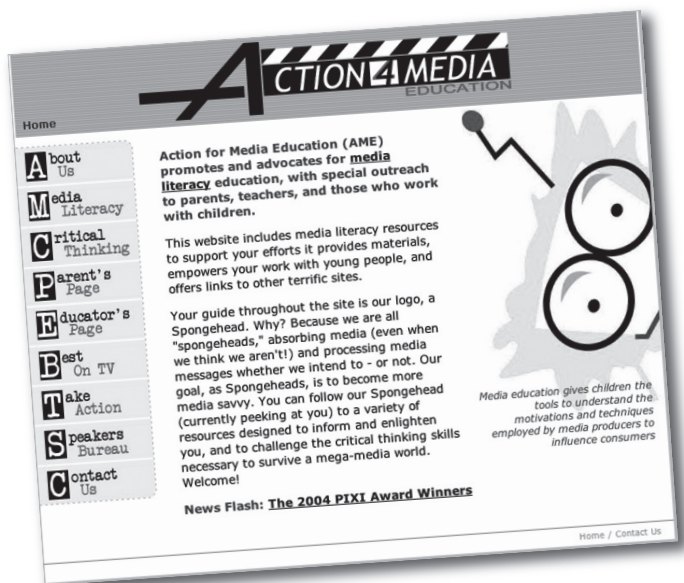 ACTION 4 MEDIA
EDUCATION
Home
About
Us
Media
Literacy
Critical
Thinking
Parent's
Page
Educator's
Page
Best
On TV
Take
Action
Speakers
Bureau
Contact
Us
Action for Media Education (AME)
promotes and advocates for media
literacy education, with special outreach
to parents, teachers, and those who work
with children.
This website includes media literacy resources
to support your efforts it provides materials,
empowers your work with young people, and
offers links to other terrific sites.
Your guide throughout the site is our logo, a
Spongehead. Why? Because we are all
"spongeheads," absorbing media (even when
we think we aren't!) and processing media
messages whether we intend to - or not. Our
goal, as Spongeheads, is to become more
media savvy. You can follow our Spongehead
(currently peeking at you) to a variety of
resources designed to inform and enlighten
you, and to challenge the critical thinking skills
necessary to survive a mega-media world.
Welcome!
News Flash: The 2004 PIXI Award Winners
Media education gives children the
tools to understand the
motivations and techniques
employed by media producers to
influence consumers
Home / Contact Us